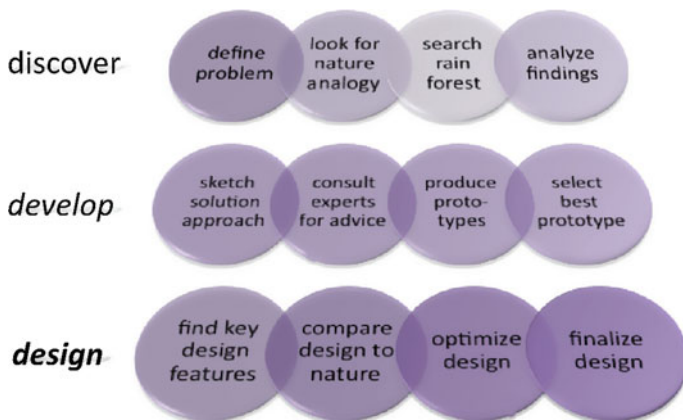 discover
define
problem
look for
nature
analogy
search
rain
forest
analyze
findings
develop
sketch
solution
approach
consult
experts
for advice
produce
proto-
types
select
best
prototype
design
find key
design
features
compare
design to
nature
optimize
design
finalize
design